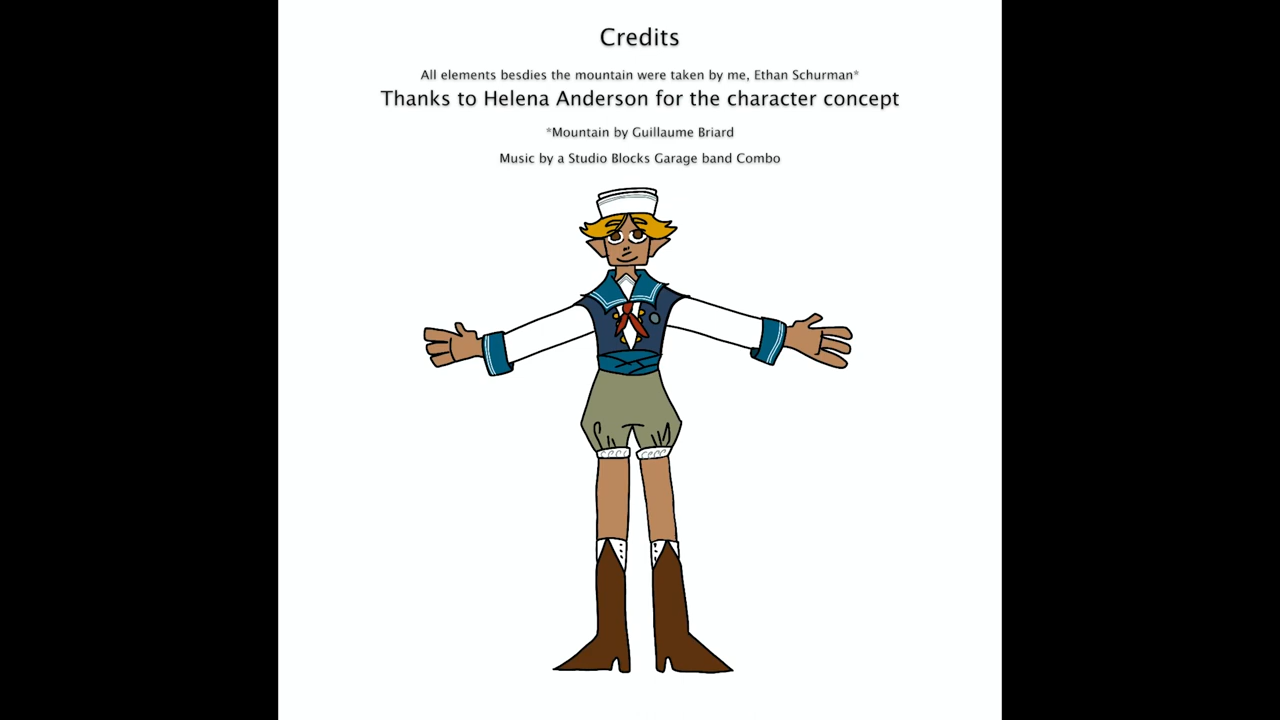 Credits
All elements besdies the mountain were taken by me, Ethan Schurman*
Thanks to Helena Anderson for the character concept
*Mountain by Guillaume Briard
Music by a Studio Blocks Garage band Combo